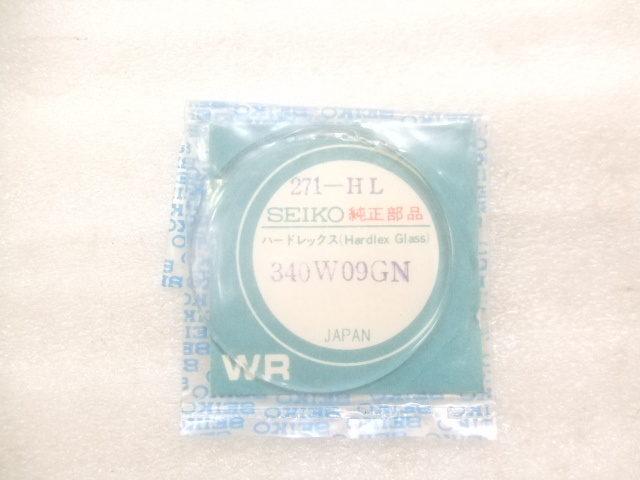 271-HL
SEIKO 純正部品
ハードレックス(Hardlex Glass)
340W09GN
JAPAN
WR